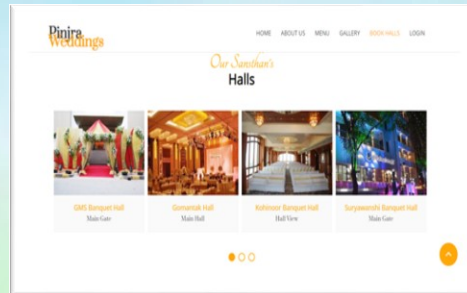 Pinjra
Weddings
HOME ABOUT US MENU GALLERY BOOK HALLS LOGIN
Our Sansthan's
Halls
GMS Banquet Hall
Main Gate
Gomantak Hall
Main Hall
Kohinoor Banquet Hall
Hall View
Suryawanshi Banquet Hall
Main Gate